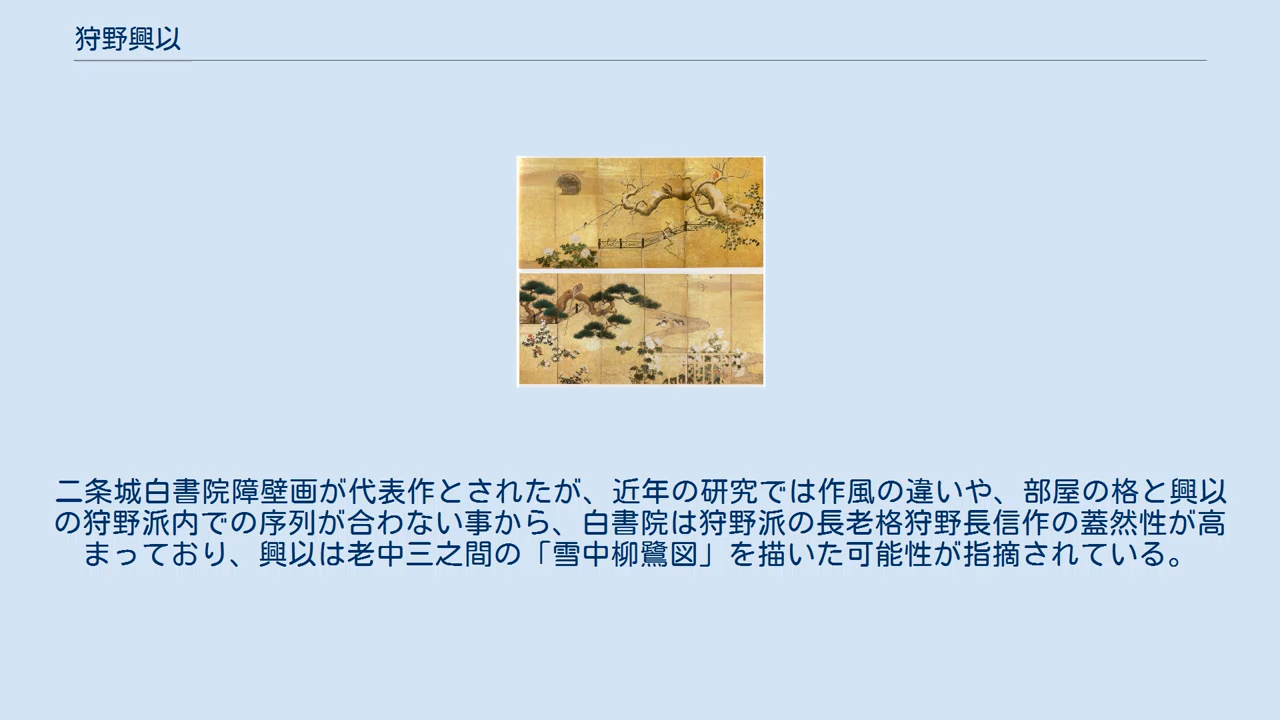 狩野興以
二条城白書院障壁画が代表作とされたが、近年の研究では作風の違いや、部屋の格と興以
の狩野派内での序列が合わない事から、白書院は狩野派の長老格狩野長信作の蓋然性が高
まっており、興以は老中三之間の「雪中柳鷺図」を描いた可能性が指摘されている。